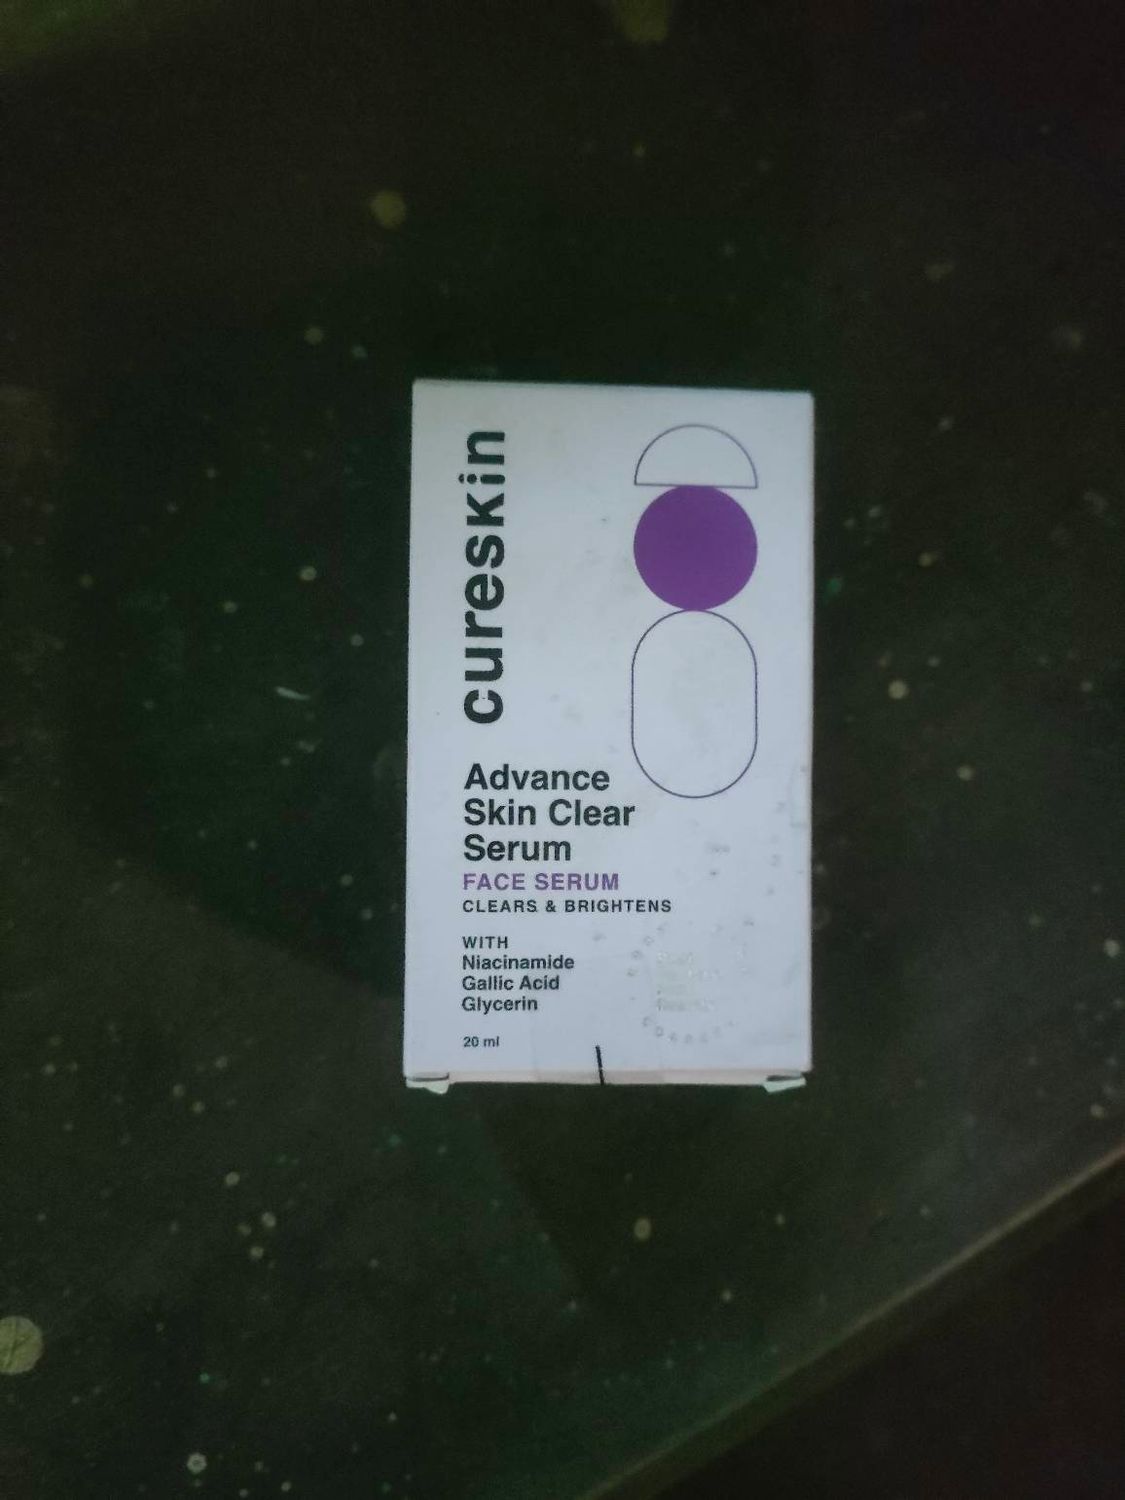 cureskin
Advance
Skin Clear
Serum
FACE SERUM
CLEARS & BRIGHTENS
WITH
Niacinamide
Gallic Acid
Glycerin
20 ml